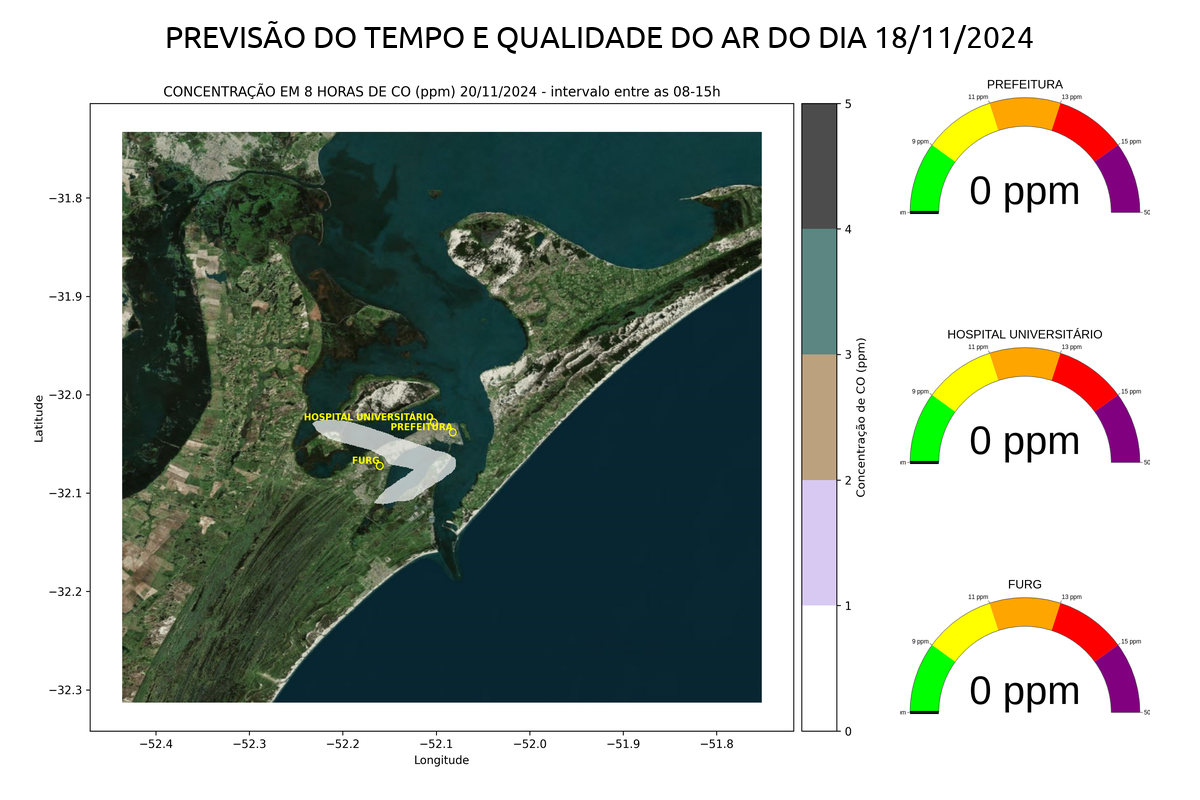 PREVISÃO DO TEMPO E QUALIDADE DO AR DO DIA 18/11/2024
CONCENTRAÇÃO EM 8 HORAS DE CO (ppm) 20/11/2024 - intervalo entre as 08-15h
−31.8
−31.9
−32.0
−32.1
−32.2
−32.3
Latitude
−52.4
−52.3
−52.2
−52.1
−52.0
−51.9
−51.8
Longitude
HOSPITAL UNIVERSITÁRIO
PREFEITURA
FURG
5
4
3
2
1
0
Concentração de CO (ppm)
PREFEITURA
11 ppm
13 ppm
9 ppm
15 ppm
0 ppm
HOSPITAL UNIVERSITÁRIO
11 ppm
13 ppm
9 ppm
15 ppm
0 ppm
FURG
11 ppm
13 ppm
9 ppm
15 ppm
0 ppm